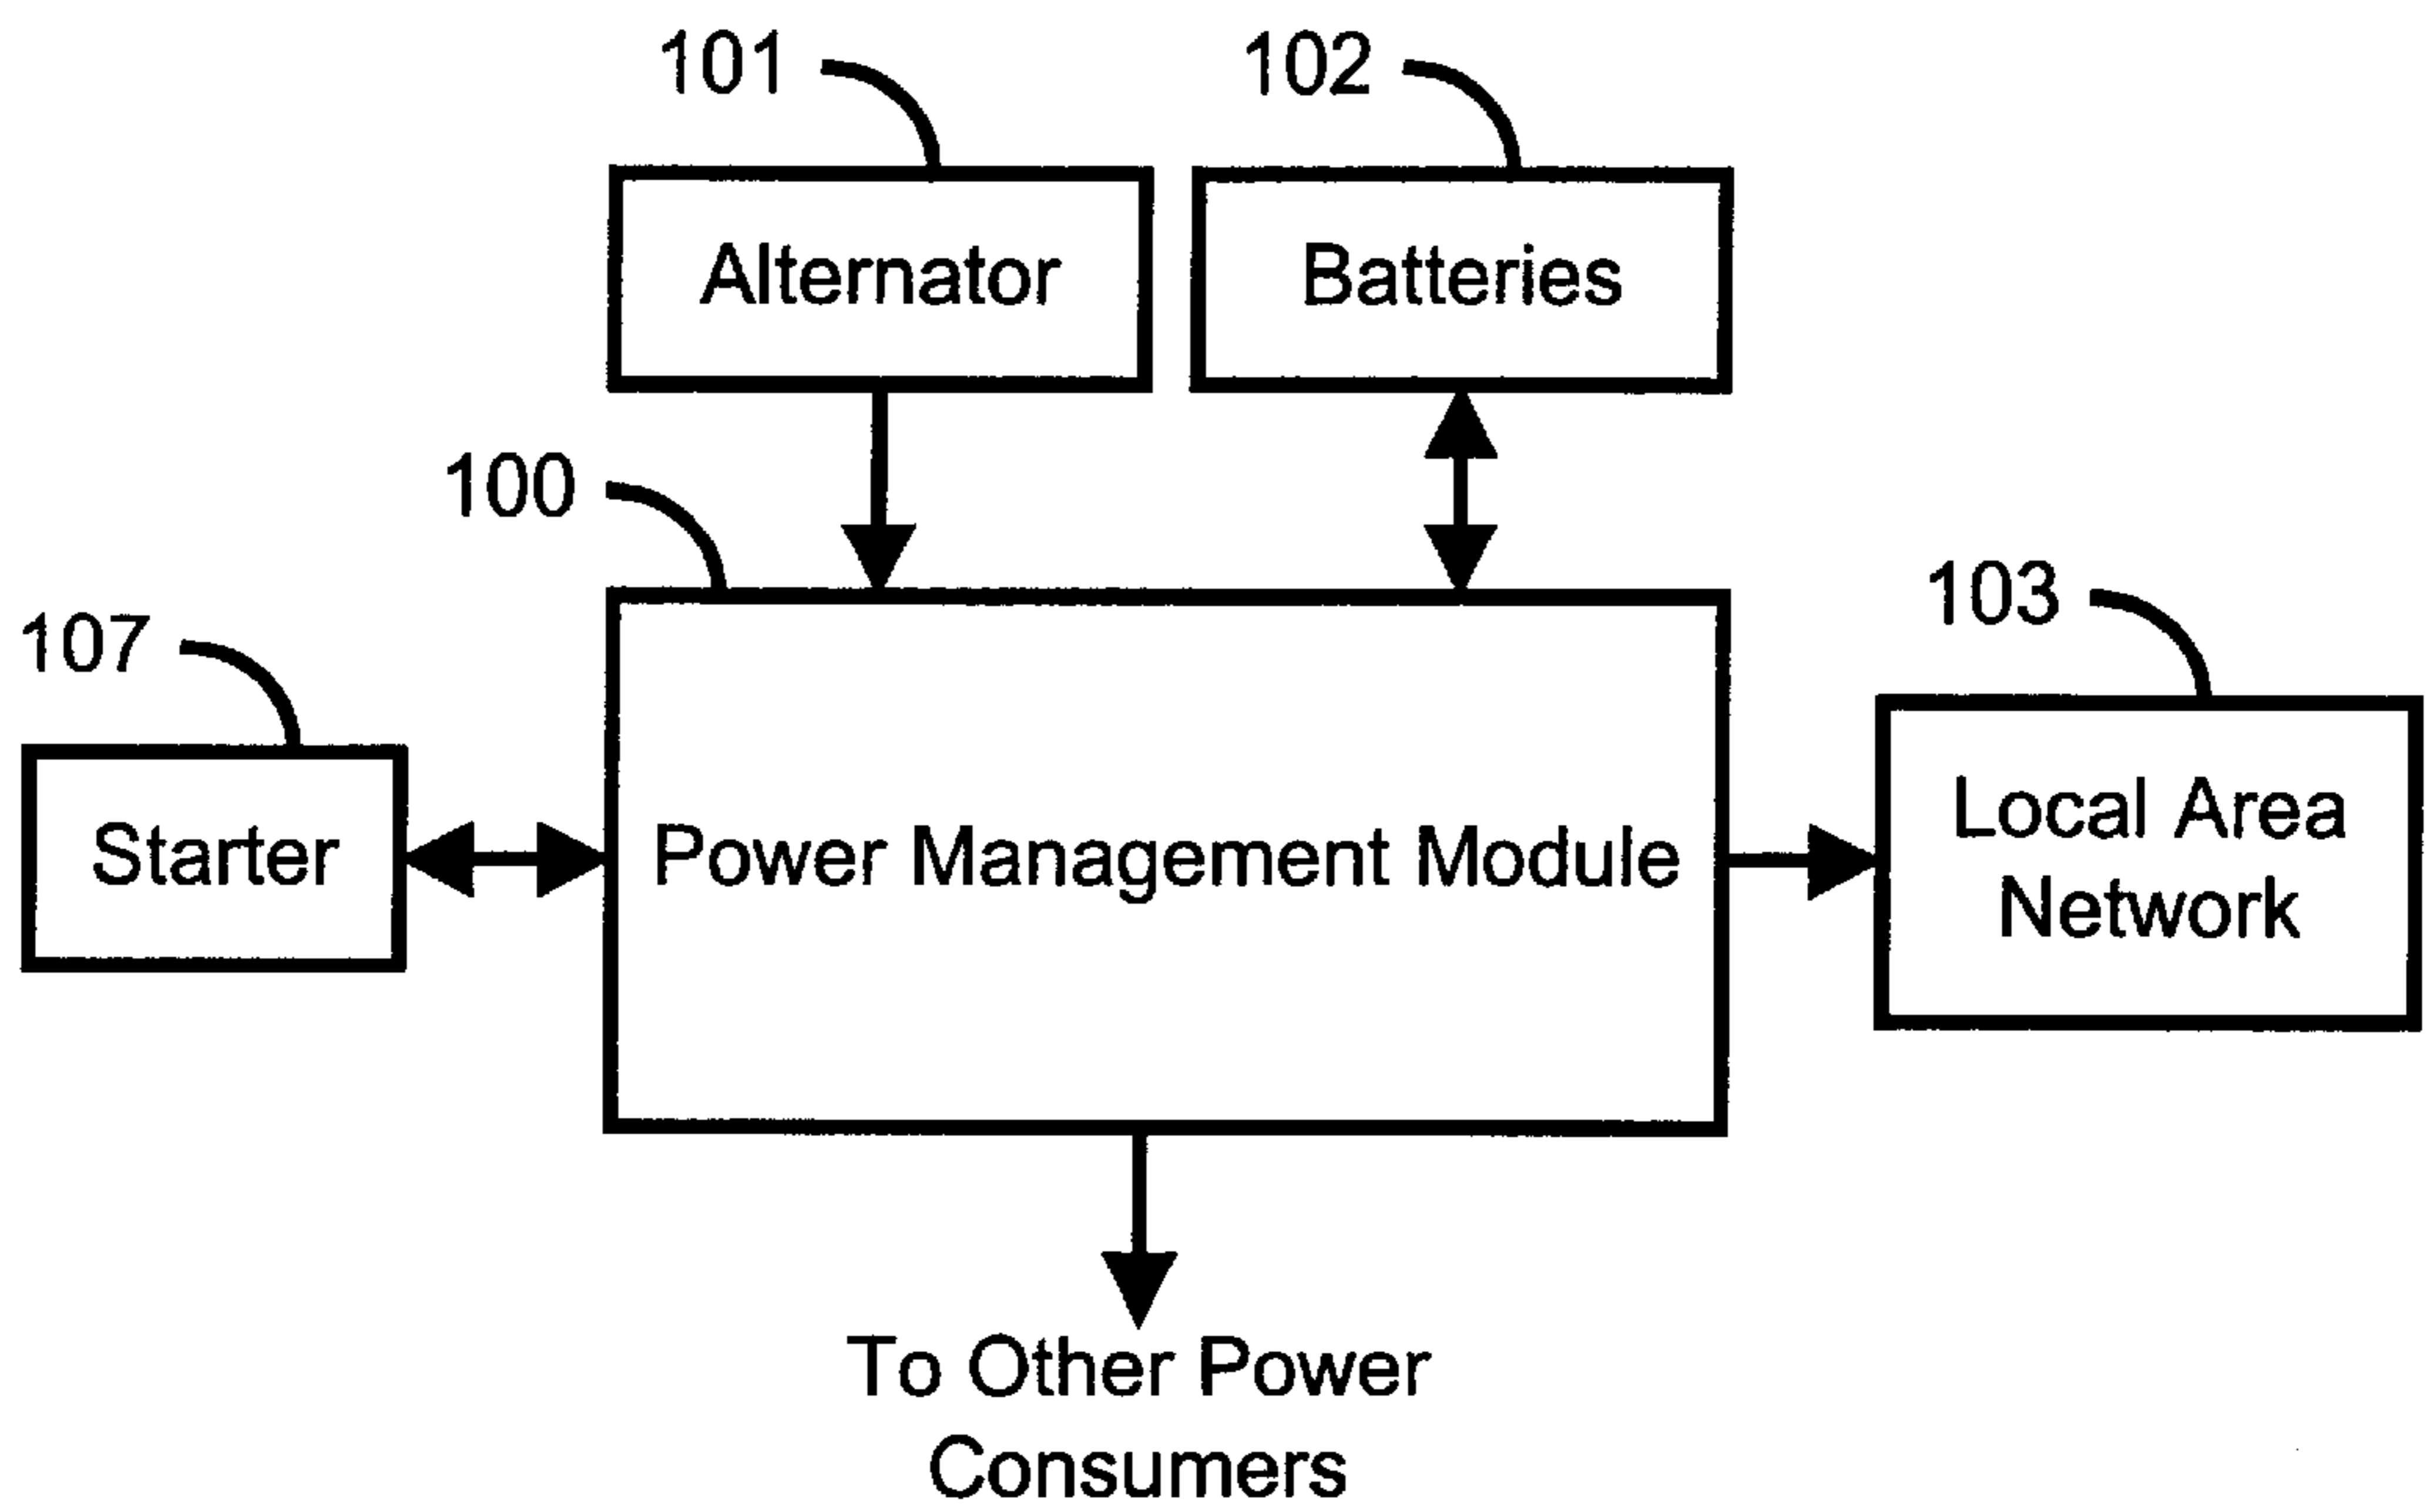 101
102
Alternator
Batteries
100
103
107
Starter
Power Management Module
Local Area
Network
To Other Power
Consumers